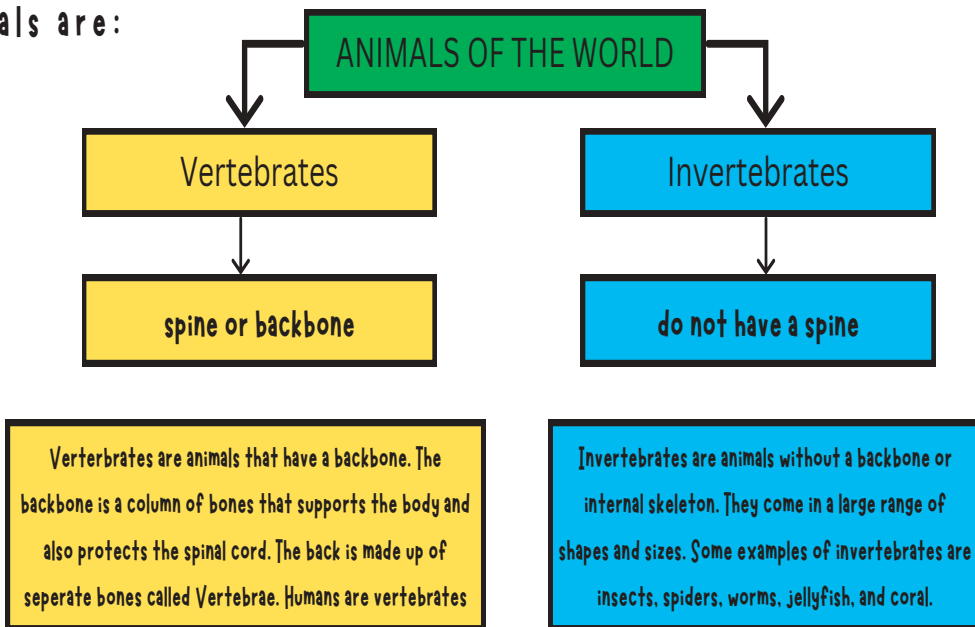 als are:
ANIMALS OF THE WORLD
Vertebrates
Invertebrates
spine or backbone
do not have a spine
Verterbrates are animals that have a backbone. The
backbone is a column of bones that supports the body and
also protects the spinal cord. The back is made up of
seperate bones called Vertebrae. Humans are vertebrates
Invertebrates are animals without a backbone or
internal skeleton. They come in a large range of
shapes and sizes. Some examples of invertebrates are
insects, spiders, worms, jellyfish, and coral.